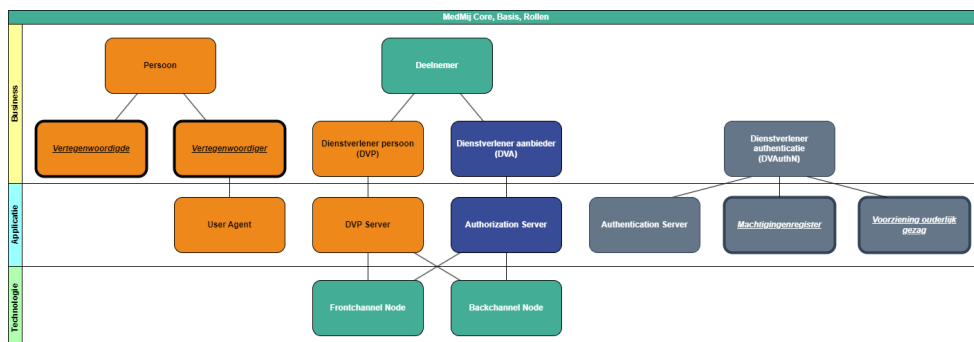 MedMij Core, Basis, Rollen
Business
Persoon
Deelnemer
Vertegenwoordigde
Vertegenwoordiger
Dienstverlener persoon
(DVP)
Dienstverlener aanbieder
(DVA)
Dienstverlener
authenticatie
(DVAuthN)
Applicatie
User Agent
DVP Server
Authorization Server
Authentication Server
Machtigingenregister
Voorziening ouderlijk
gezag
Technologie
Frontchannel Node
Backchannel Node